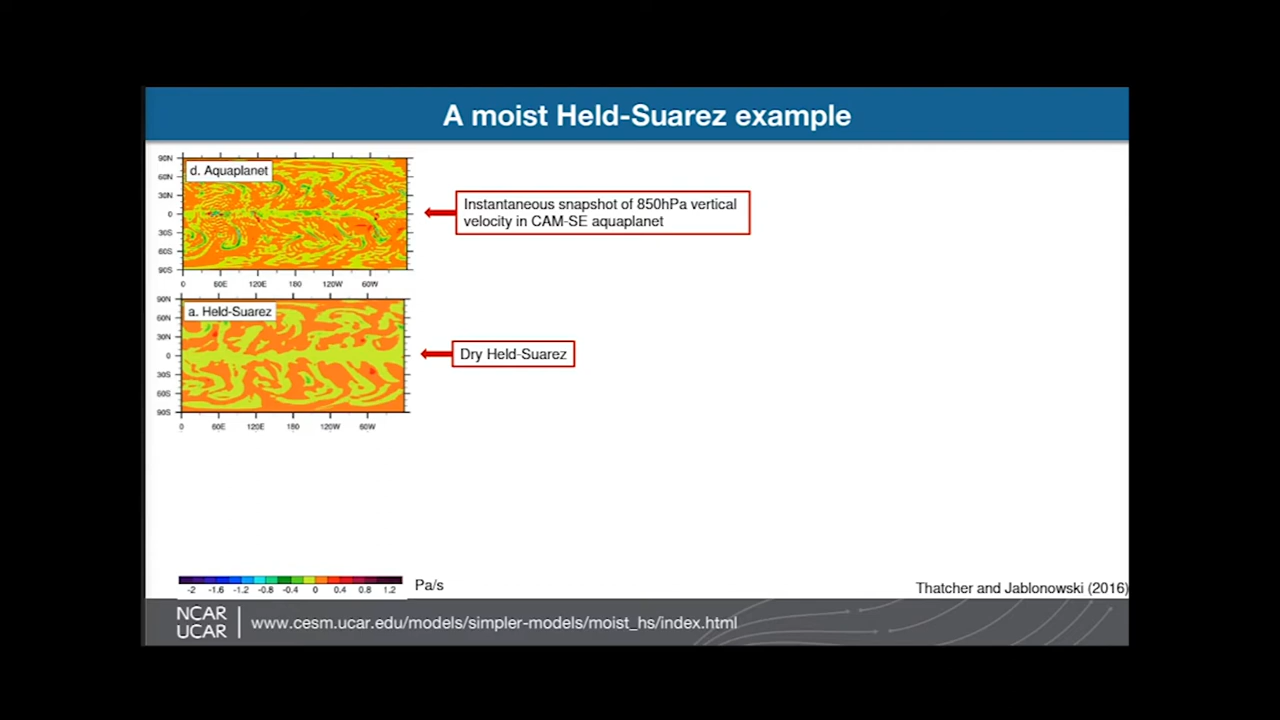 A moist Held-Suarez example
90N
d. Aquaplanet
60N
30N
0
30S
60S
90S
0 60E 120E 180 120W 60W
Instantaneous snapshot of 850hPa vertical
velocity in CAM-SE aquaplanet
90N
a. Held-Suarez
60N
30N
0
30S
60S
90S
0 60E 120E 180 120W 60W
Dry Held-Suarez
-2 -1.6 -1.2 -0.8 -0.4 0 0.4 0.8 1.2
Pa/s
Thatcher and Jablonowski (2016)
NCAR
UCAR
www.cesm.ucar.edu/models/simpler-models/moist_hs/index.html